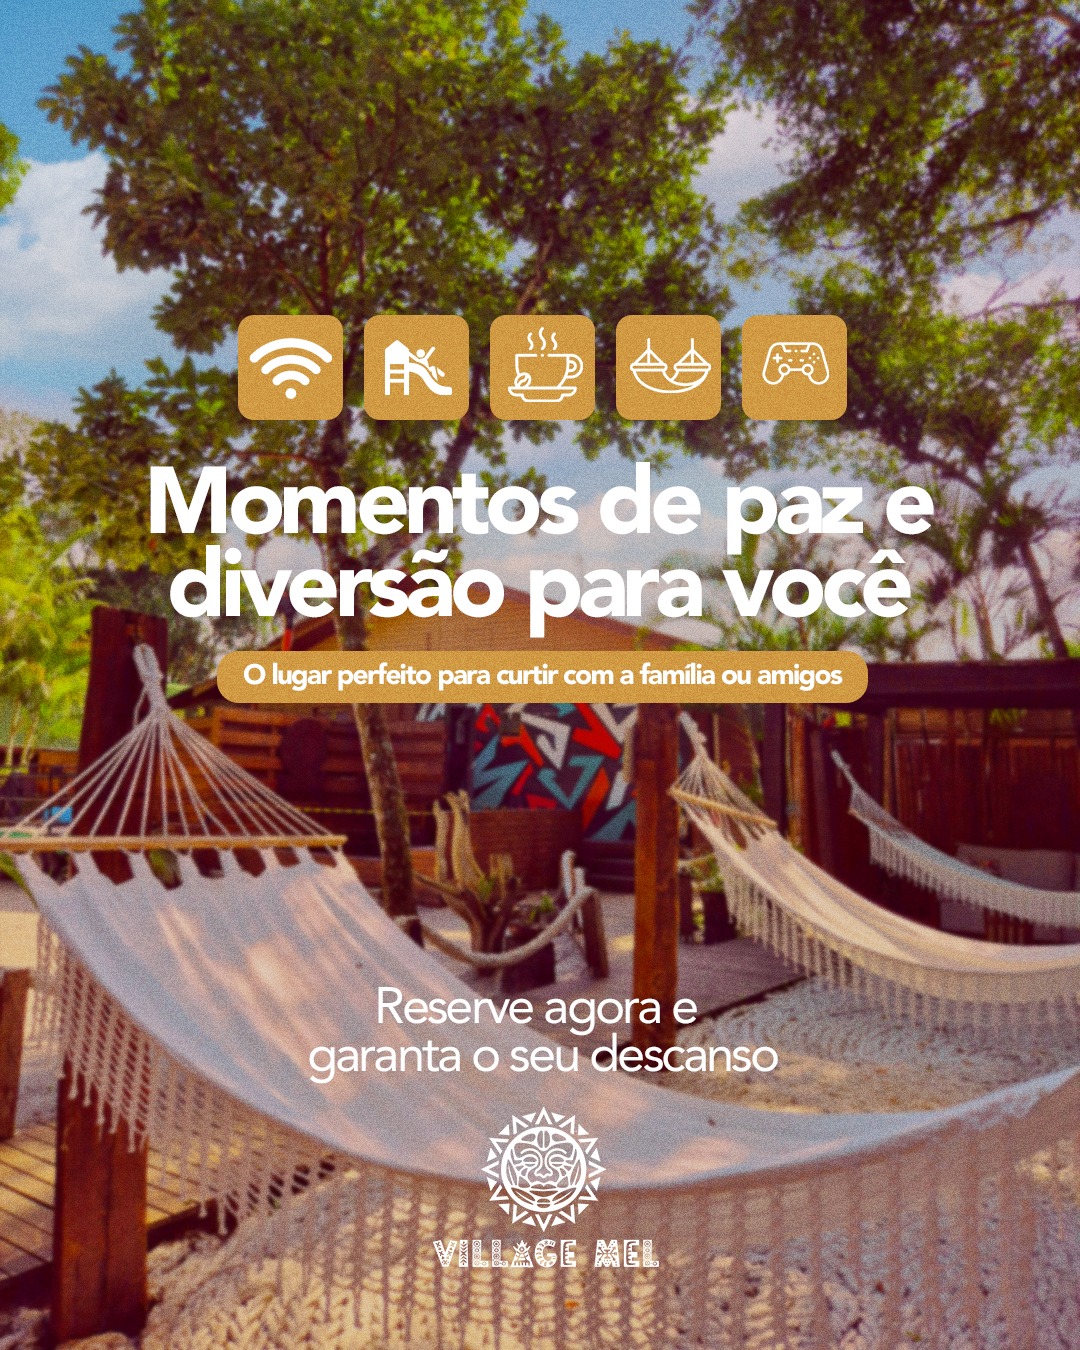 Momentos de paz e
diversão para você
O lugar perfeito para curtir com a família ou amigos
Reserve agora e
garanta o seu descanso
VILLAGE MEL